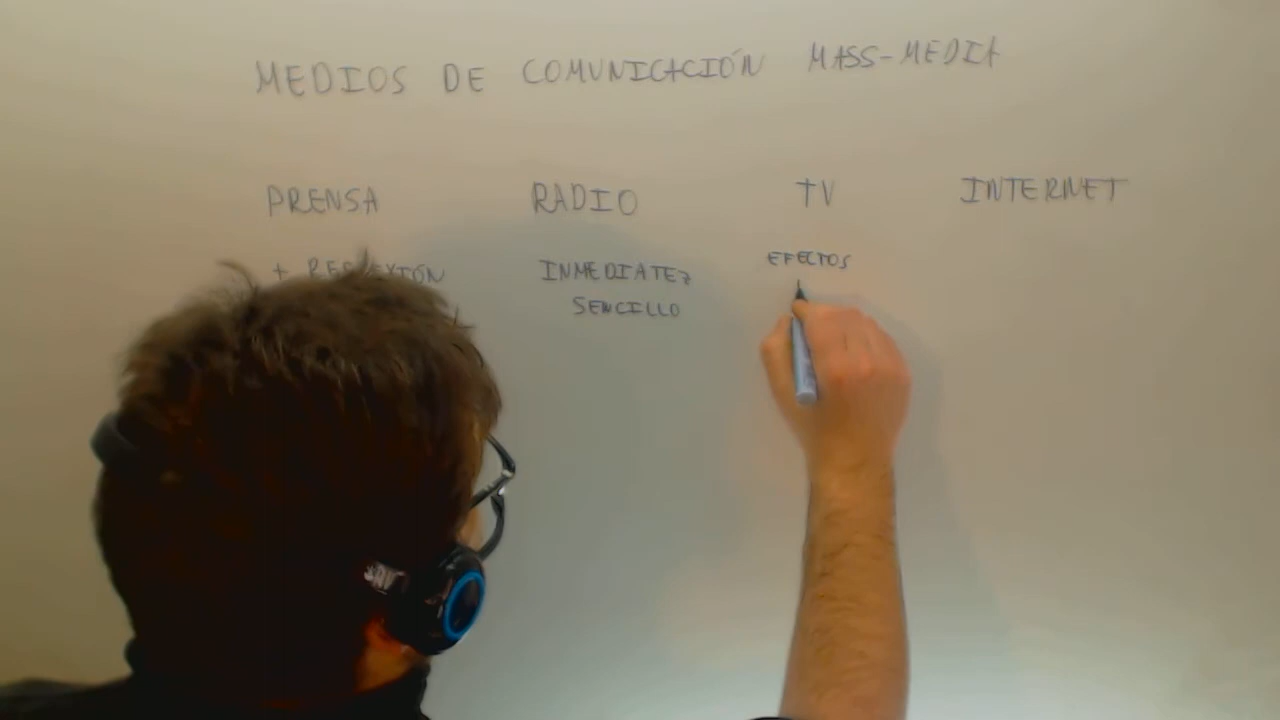 MEDIOS DE COMUNICACIÓN MASS-MEDIA
PRENSA RADIO TV INTERNET
+ INMEDIATEZ EFECTOS
SENCILLO